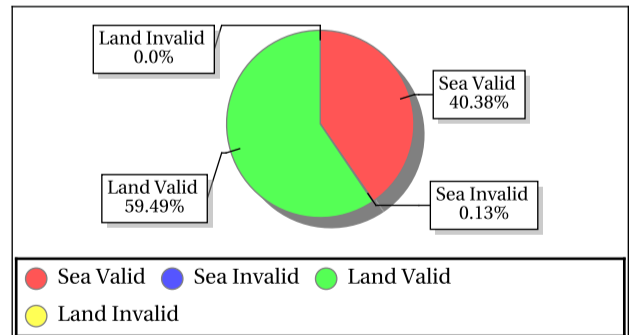 Land Invalid
0.0%
Sea Valid
40.38%
Land Valid
59.49%
Sea Invalid
0.13%
Sea Valid Sea Invalid Land Valid
Land Invalid